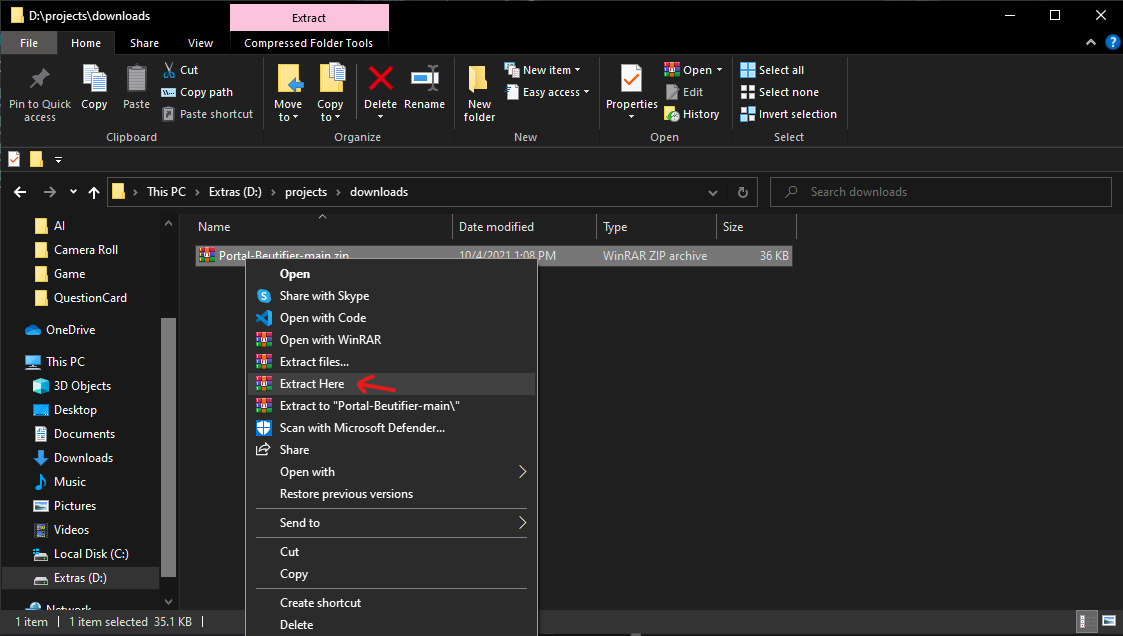 D:\projects\downloads
Extract
File Home Share View Compressed Folder Tools
Pin to Quick access
Copy
Paste
Cut
Copy path
Paste shortcut
Clipboard
Move to
Copy to
Delete
Rename
Organize
New folder
New item
Easy access
New
Properties
Open
Edit
History
Open
Select all
Select none
Invert selection
Select
This PC Extras (D:) projects downloads
Search downloads
AI
Camera Roll
Game
QuestionCard
OneDrive
This PC
3D Objects
Desktop
Documents
Downloads
Music
Pictures
Videos
Local Disk (C:)
Extras (D:)
Network
Name Date modified Type Size
Portal-Beutifier-main.zip 10/4/2021 1:08 PM WinRAR ZIP archive 36 KB
Open
Share with Skype
Open with Code
Open with WinRAR
Extract files...
Extract Here
Extract to "Portal-Beutifier-main\"
Scan with Microsoft Defender...
Share
Open with
Restore previous versions
Send to
Cut
Copy
Create shortcut
Delete
1 item 1 item selected 35.1 KB